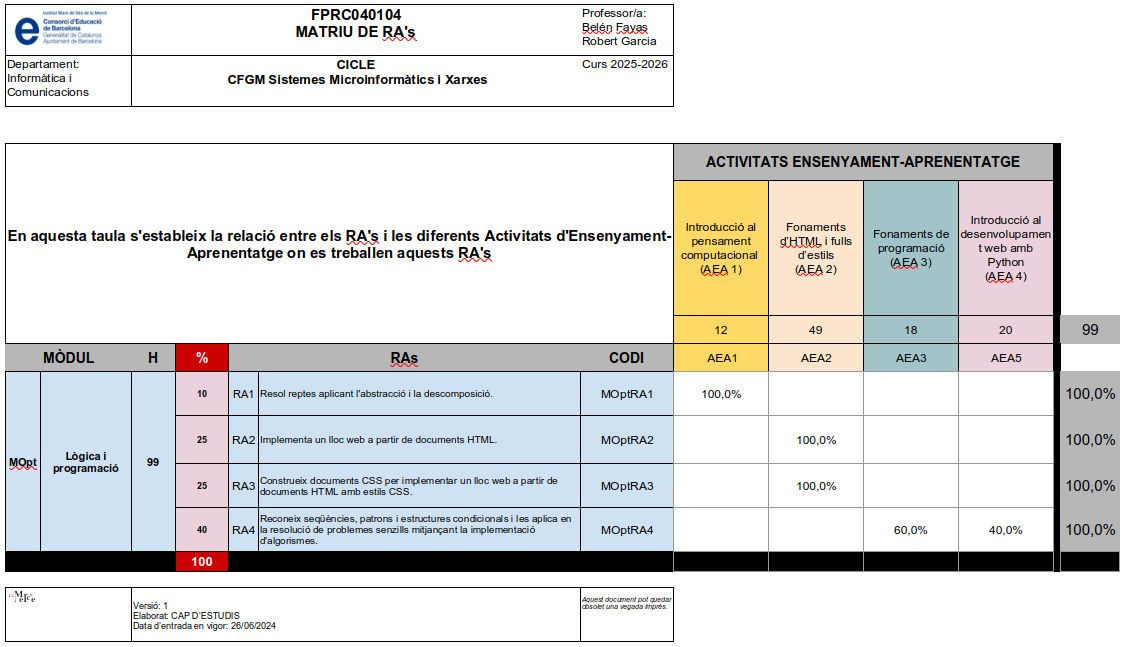 Institut Mare de Déu de la Mercè
Consorci d'Educació
de Barcelona
Generalitat de Catalunya
Ajuntament de Barcelona
FPRC040104
MATRIU DE RA's
Professor/a:
Belén Fayas
Robert Garcia
Departament:
Informàtica i
Comunicacions
CICLE
CFGM Sistemes Microinformàtics i Xarxes
Curs 2025-2026
En aquesta taula s'estableix la relació entre els RA's i les diferent Activitats d'Ensenyament-
Aprenentatge on es treballen aquests RA's
ACTIVITATS ENSENYAMENT-APRENENTATGE
Introducció al
pensament
computacional
(AEA 1)
Fonaments
d'HTML i fulls
d'estils
(AEA 2)
Fonaments de
programació
(AEA 3)
Introducció al
desenvolupamen
t web amb
Python
(AEA 4)
12 49 18 20 99
MÒDUL H % RAs CODI AEA1 AEA2 AEA3 AEA5
MOpt
Lògica i
programació
99
10 RA1 Resol reptes aplicant l'abstracció i la descomposició. MOptRA1 100,0% 100,0%
25 RA2 Implementa un lloc web a partir de documents HTML. MOptRA2 100,0% 100,0%
25 RA3 Construeix documents CSS per implementar un lloc web a partir de
documents HTML amb estils CSS. MOptRA3 100,0% 100,0%
40 RA4 Reconeix seqüències, patrons i estructures condicionals i les aplica en
la resolució de problemes senzills mitjançant la implementació
d'algorismes. MOptRA4 60,0% 40,0% 100,0%
100
Versió: 1
Elaborat: CAP D'ESTUDIS
Data d'entrada en vigor: 26/06/2024
Aquest document pot quedar
obsolet una vegada imprès.